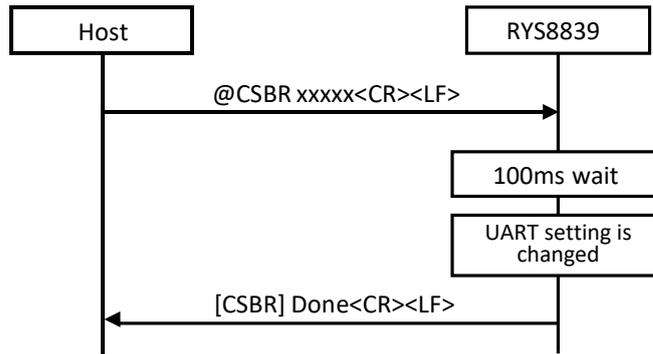 Host
RYS8839
@CSBR xxxxx<CR><LF>
100ms wait
UART setting is
changed
[CSBR] Done<CR><LF>